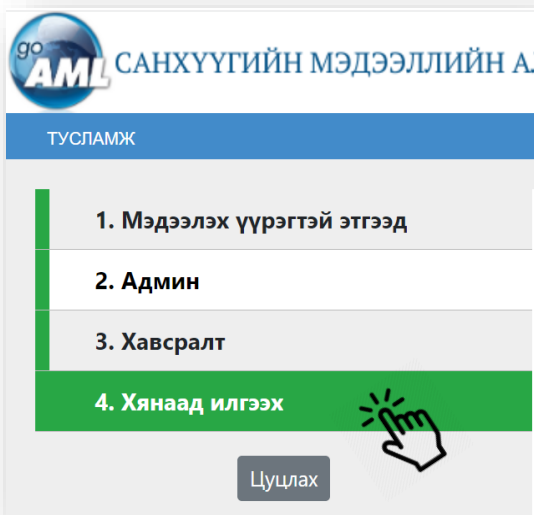 go
AML
САНХҮҮГИЙН МЭДЭЭЛЛИЙН
ТУСЛАМЖ
1. Мэдээлэх үүрэгтэй этгээд
2. Админ
3. Хавсралт
4. Хянаад илгээх
Цуцлах